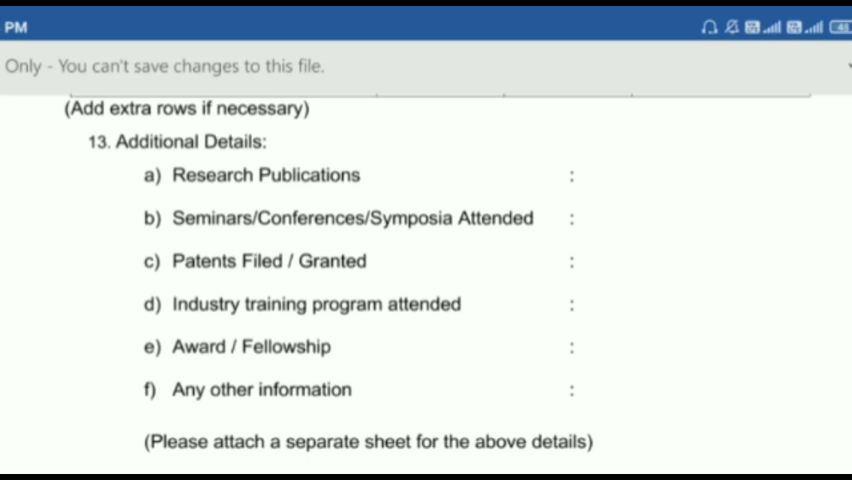 PM
Only - You can't save changes to this file.
(Add extra rows if necessary)
13. Additional Details:
a) Research Publications :
b) Seminars/Conferences/Symposia Attended :
c) Patents Filed / Granted :
d) Industry training program attended :
e) Award / Fellowship :
f) Any other information :
(Please attach a separate sheet for the above details)